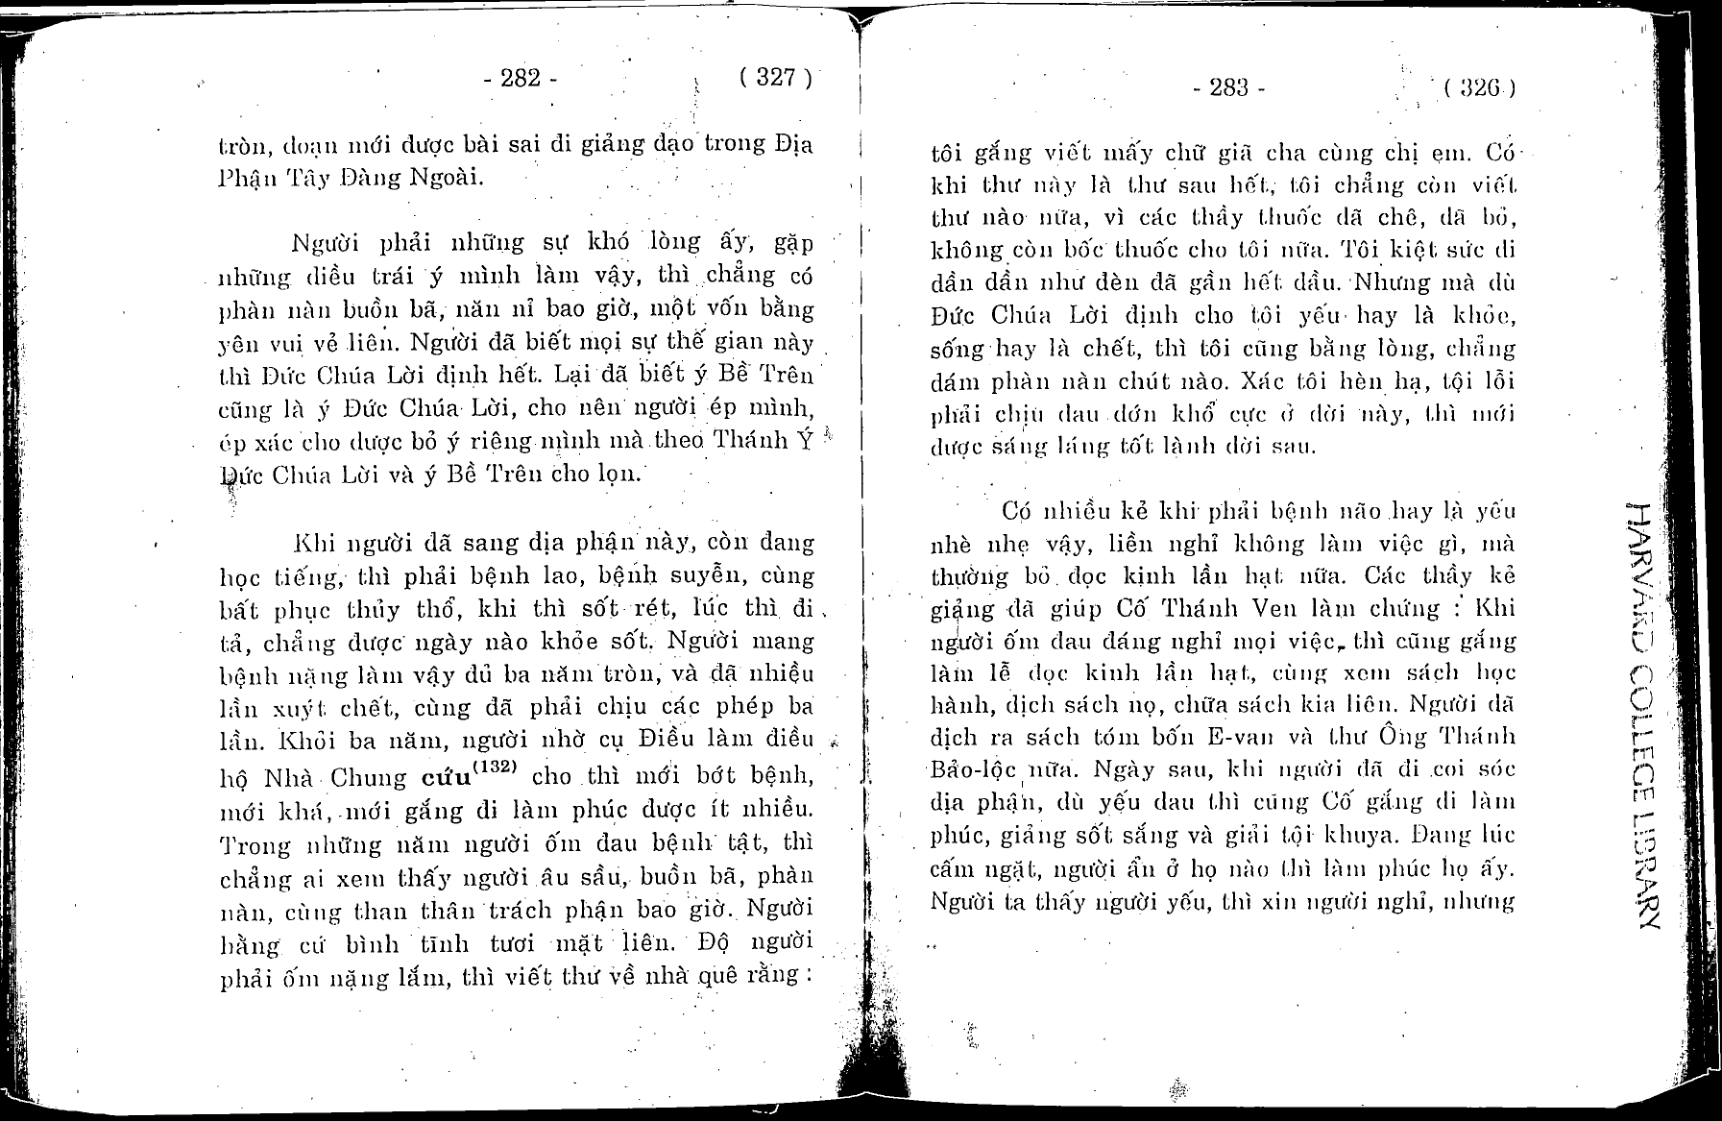 - 282 - ( 327 )
tròn, đoạn mới được bài sai đi giảng đạo trong Địa
Phận Tây Đàng Ngoài.
Người phải những sự khó lòng ấy, gặp
những điều trái ý mình làm vậy, thì chẳng có
phàn nàn buồn bã, năn nỉ bao giờ, một vốn bằng
yên vui vẻ liên. Người đã biết mọi sự thế gian này
thì Đức Chúa Lời định hết. Lại đã biết ý Bề Trên
cũng là ý Đức Chúa Lời, cho nên người ép mình,
ép xác cho được bỏ ý riêng mình mà theo Thánh Ý
Đức Chúa Lời và ý Bề Trên cho lọn.
Khi người đã sang địa phận này, còn đang
học tiếng, thì phải bệnh lao, bệnh suyễn, cùng
bất phục thủy thổ, khi thì sốt rét, lúc thì đi
tả, chẳng được ngày nào khỏe sốt. Người mang
bệnh nặng làm vậy đủ ba năm tròn, và đã nhiều
lần xuýt chết, cùng đã phải chịu các phép ba
lần. Khỏi ba năm, người nhờ cụ Điều làm điều
hộ Nhà Chung cứu(132) cho thì mới bớt bệnh,
mới khá, mới gắng đi làm phúc được ít nhiều.
Trong những năm người ốm đau bệnh tật, thì
chẳng ai xem thấy người âu sầu, buồn bã, phàn
nàn, cùng than thân trách phận bao giờ. Người
hằng cứ bình tĩnh tươi mặt liên. Độ người
phải ốm nặng lắm, thì viết thư về nhà quê rằng :
- 283 - ( 326 )
tôi gắng viết mấy chữ giã cha cùng chị em. Có
khi thư này là thư sau hết, tôi chẳng còn viết
thư nào nữa, vì các thầy thuốc đã chê, đã bỏ,
không còn bốc thuốc cho tôi nữa. Tôi kiệt sức đi
dần dần như đèn đã gần hết dầu. Nhưng mà dù
Đức Chúa Lời định cho tôi yếu hay là khỏe,
sống hay là chết, thì tôi cũng bằng lòng, chẳng
dám phàn nàn chút nào. Xác tôi hèn hạ, tội lỗi
phải chịu đau đớn khổ cực ở đời này, thì mới
được sáng láng tốt lành đời sau.
Có nhiều kẻ khi phải bệnh não hay là yếu
nhè nhẹ vậy, liền nghỉ không làm việc gì, mà
thường bỏ đọc kinh lần hạt nữa. Các thầy kẻ
giảng đã giúp Cố Thánh Ven làm chứng : Khi
người ốm đau đáng nghỉ mọi việc, thì cũng gắng
làm lễ đọc kinh lần hạt, cùng xem sách học
hành, dịch sách nọ, chữa sách kia liên. Người đã
dịch ra sách tóm bốn E-van và thư Ông Thánh
Bảo-lộc nữa. Ngày sau, khi người đã đi coi sóc
địa phận, dù yếu đau thì cũng Cố gắng đi làm
phúc, giảng sốt sắng và giải tội khuya. Đang lúc
cấm ngặt, người ẩn ở họ nào thì làm phúc họ ấy.
Người ta thấy người yếu, thì xin người nghỉ, nhưng
HARVARD COLLEGE LIBRARY